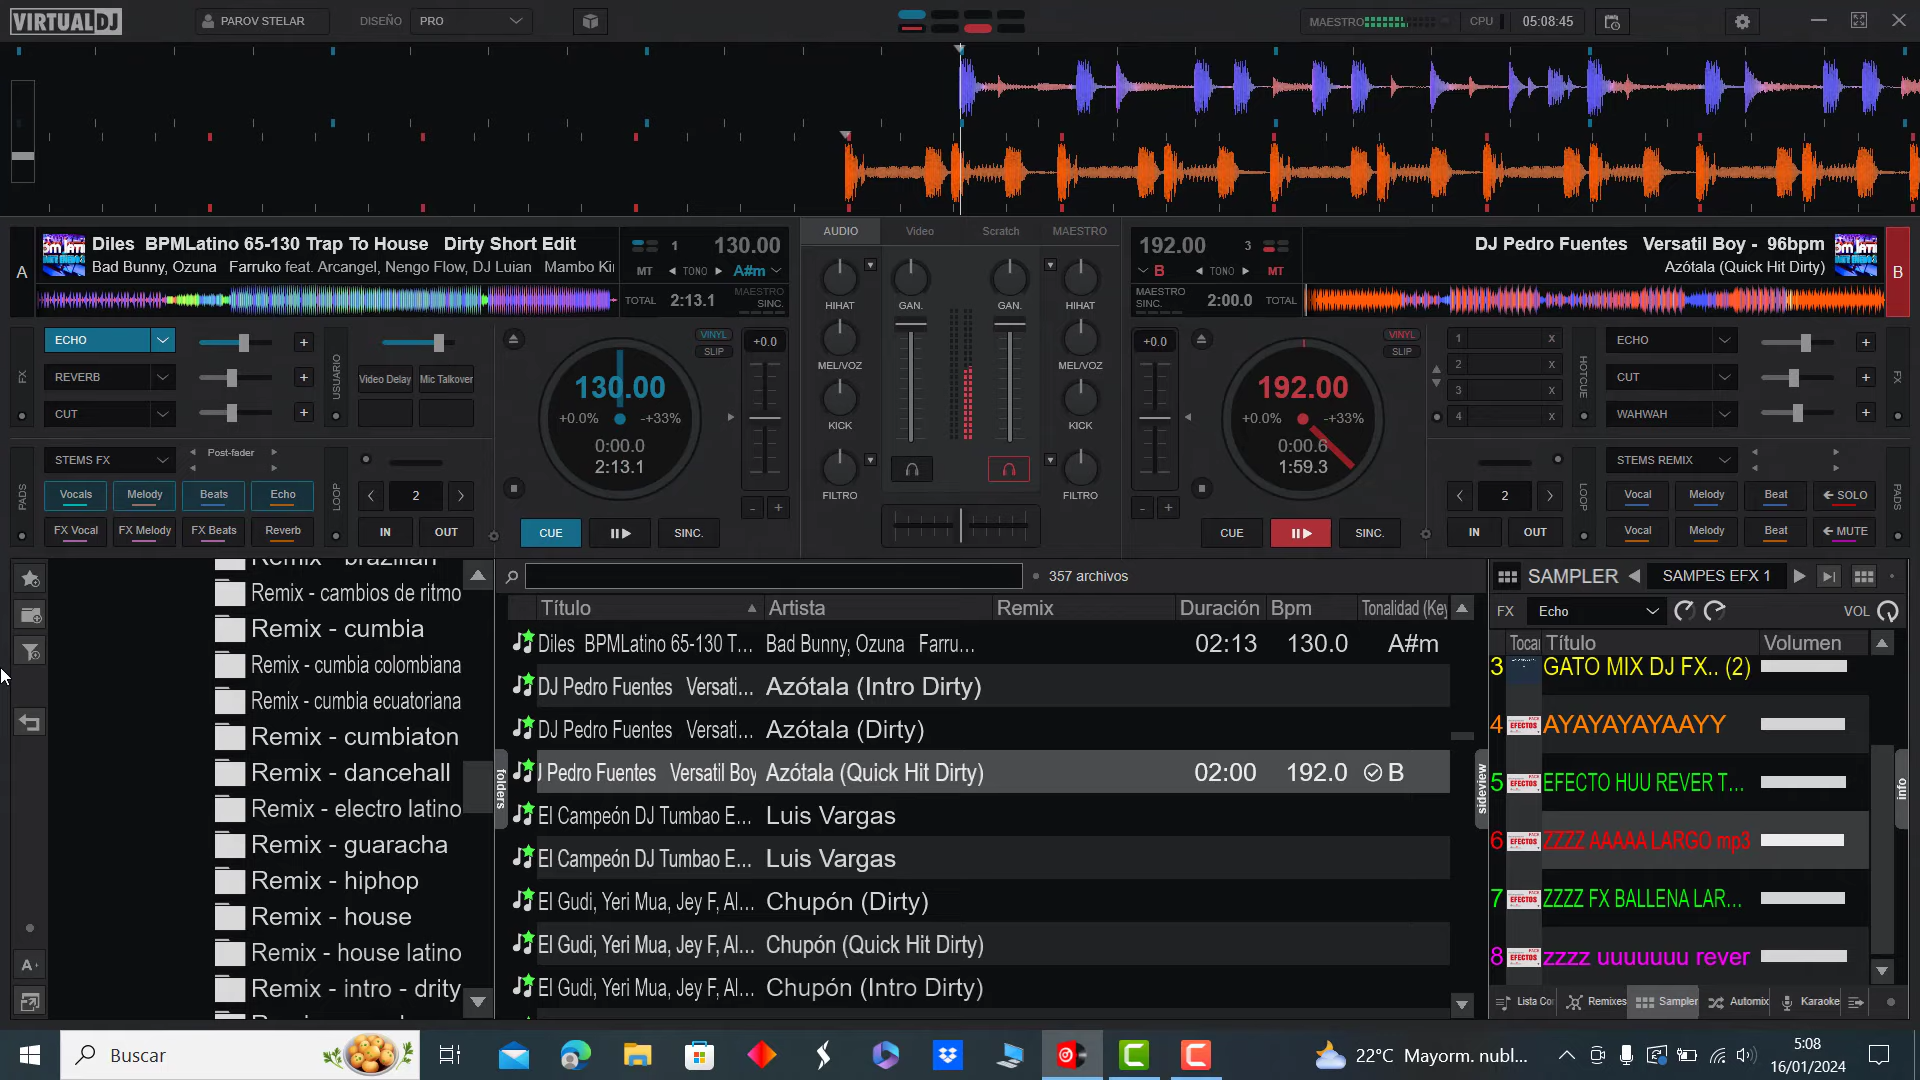 VIRTUALDJ
PAROV STELAR
DISEÑO
PRO
MAESTRO
CPU
05:08:45
A
Diles BPMLatino 65-130 Trap To House Dirty Short Edit
Bad Bunny, Ozuna Farruko feat. Arcangel, Nengo Flow, DJ Luian Mambo Ki
1
130.00
MT
TONO
A#m
TOTAL
2:13.1
MAESTRO
SINC.
AUDIO
Video
Scratch
MAESTRO
192.00
3
B
TONO
MT
MAESTRO
SINC.
2:00.0
TOTAL
DJ Pedro Fuentes Versatil Boy - 96bpm
Azótala (Quick Hit Dirty)
B
FX
ECHO
REVERB
CUT
+
+
+
USUARIO
Video Delay
Mic Talkover
VINYL
SLIP
130.00
+0.0%
-+33%
0:00.0
2:13.1
+0.0
HIHAT
GAN.
GAN.
HIHAT
MEL/VOZ
MEL/VOZ
KICK
KICK
FILTRO
FILTRO
+0.0
VINYL
SLIP
192.00
+0.0%
-+33%
0:00.6
1:59.3
1
X
2
X
3
X
4
X
HOTCUE
ECHO
CUT
WAHWAH
+
+
+
FX
PADS
STEMS FX
Post-fader
Vocals
Melody
Beats
Echo
FX Vocal
FX Melody
FX Beats
Reverb
LOOP
2
IN
OUT
CUE
SINC.
-
+
-
+
CUE
SINC.
2
IN
OUT
LOOP
STEMS REMIX
Vocal
Melody
Beat
SOLO
Vocal
Melody
Beat
MUTE
PADS
Remix - brazilian
Remix - cambios de ritmo
Remix - cumbia
Remix - cumbia colombiana
Remix - cumbia ecuatoriana
Remix - cumbiaton
Remix - dancehall
Remix - electro latino
Remix - guaracha
Remix - hiphop
Remix - house
Remix - house latino
Remix - intro - drity
A+
folders
357 archivos
Título
Artista
Remix
Duración
Bpm
Tonalidad (Key
Diles BPMLatino 65-130 T...
Bad Bunny, Ozuna Farru...
02:13
130.0
A#m
DJ Pedro Fuentes Versati...
Azótala (Intro Dirty)
DJ Pedro Fuentes Versati...
Azótala (Dirty)
J Pedro Fuentes Versatil Boy
Azótala (Quick Hit Dirty)
02:00
192.0
B
El Campeón DJ Tumbao E...
Luis Vargas
El Campeón DJ Tumbao E...
Luis Vargas
El Gudi, Yeri Mua, Jey F, Al...
Chupón (Dirty)
El Gudi, Yeri Mua, Jey F, Al...
Chupón (Quick Hit Dirty)
El Gudi, Yeri Mua, Jey F, Al...
Chupón (Intro Dirty)
sideview
SAMPLER
SAMPES EFX 1
FX
Echo
VOL
Tocar
Título
Volumen
3
GATO MIX DJ FX.. (2)
4
AYAYAYAYAAYY
5
EFECTO HUU REVER T...
6
ZZZZ AAAAA LARGO mp3
7
ZZZZ FX BALLENA LAR...
8
zzzz uuuuuuu rever
info
Lista Cor
Remixes
Sampler
Automix
Karaoke
Buscar
22°C Mayorm. nubl...
5:08
16/01/2024